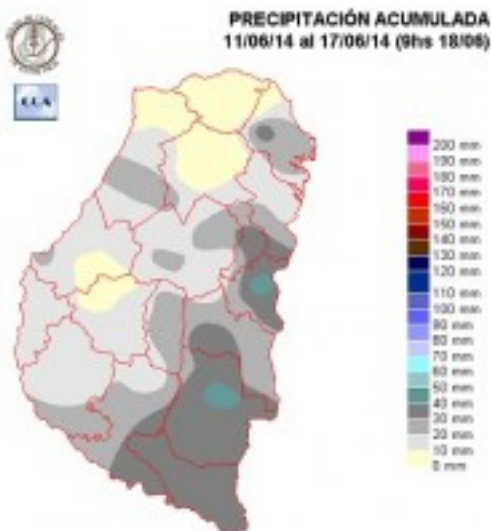 PRECIPITACIÓN ACUMULADA
11/06/14 al 17/06/14 (9hs 18/06)
200 mm
190 mm
180 mm
170 mm
160 mm
150 mm
140 mm
130 mm
120 mm
110 mm
100 mm
90 mm
80 mm
70 mm
60 mm
50 mm
40 mm
30 mm
20 mm
10 mm
0 mm